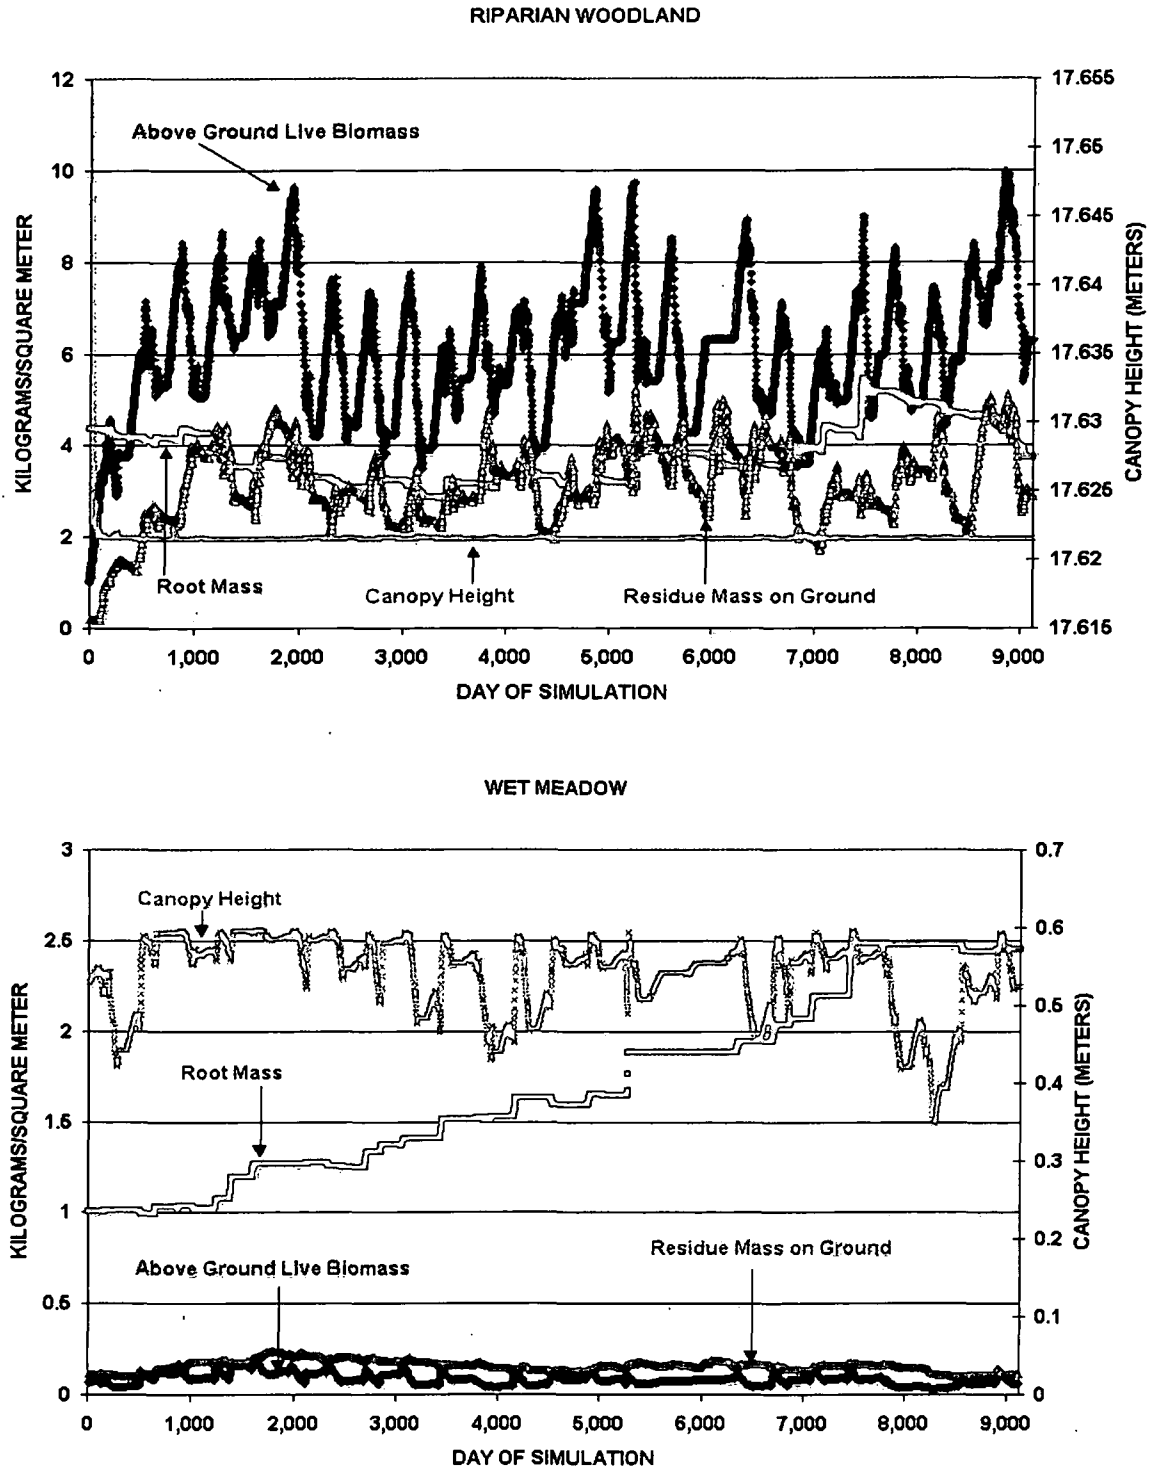 RIPARIAN WOODLAND
12
17.655
Above Ground Live Biomass
17.65
10
17.645
8
17.64
6
17.635
4
17.63
17.625
2
17.62
0
17.615
KILOGRAMS/SQUARE METER
CANOPY HEIGHT (METERS)
Root Mass
Canopy Height
Residue Mass on Ground
0 1,000 2,000 3,000 4,000 5,000 6,000 7,000 8,000 9,000
DAY OF SIMULATION
WET MEADOW
3
0.7
Canopy Height
2.5
0.6
0.5
2
Root Mass
0.4
1.5
0.3
1
0.2
Residue Mass on Ground
Above Ground Live Biomass
0.5
0.1
0
0
KILOGRAMS/SQUARE METER
CANOPY HEIGHT (METERS)
0 1,000 2,000 3,000 4,000 5,000 6,000 7,000 8,000 9,000
DAY OF SIMULATION